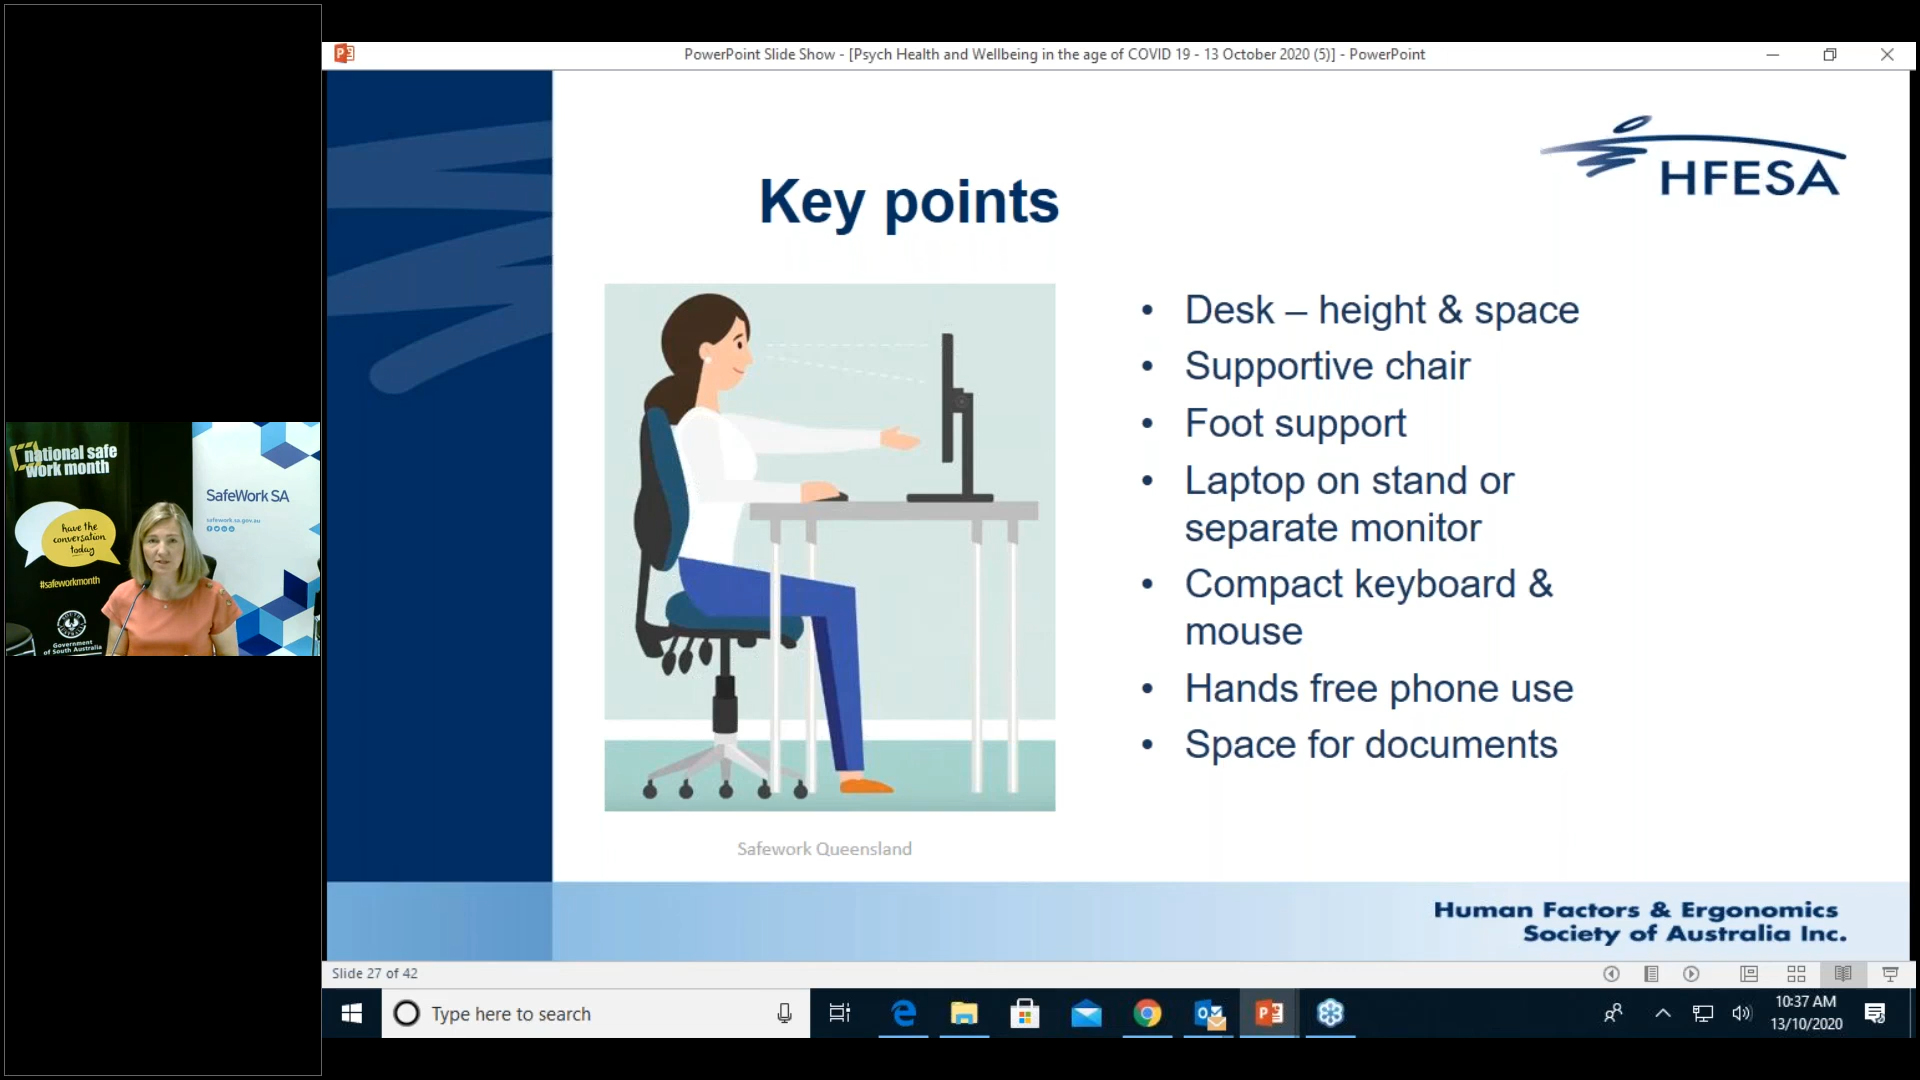 PowerPoint Slide Show - [Psych Health and Wellbeing in the age of COVID 19 - 13 October 2020 (5)] - PowerPoint
HFESA
Key points
• Desk – height & space
• Supportive chair
• Foot support
• Laptop on stand or
separate monitor
• Compact keyboard &
mouse
• Hands free phone use
• Space for documents
Safework Queensland
Human Factors & Ergonomics
Society of Australia Inc.
national safe
work month
have the
conversation
today
#safeworkmonth
Government
of South Australia
SafeWork SA
safework.sa.gov.au
Slide 27 of 42
Type here to search
10:37 AM
13/10/2020